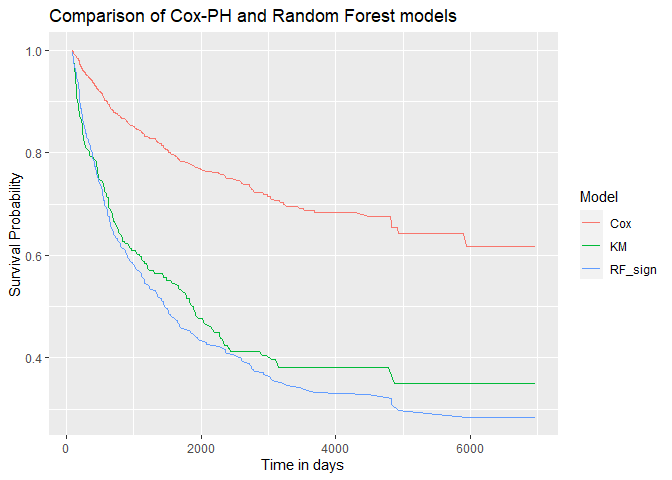 Comparison of Cox-PH and Random Forest models
1.0
0.8
0.6
0.4
Survival Probability
0
2000
4000
6000
Time in days
Model
Cox
KM
RF_sign